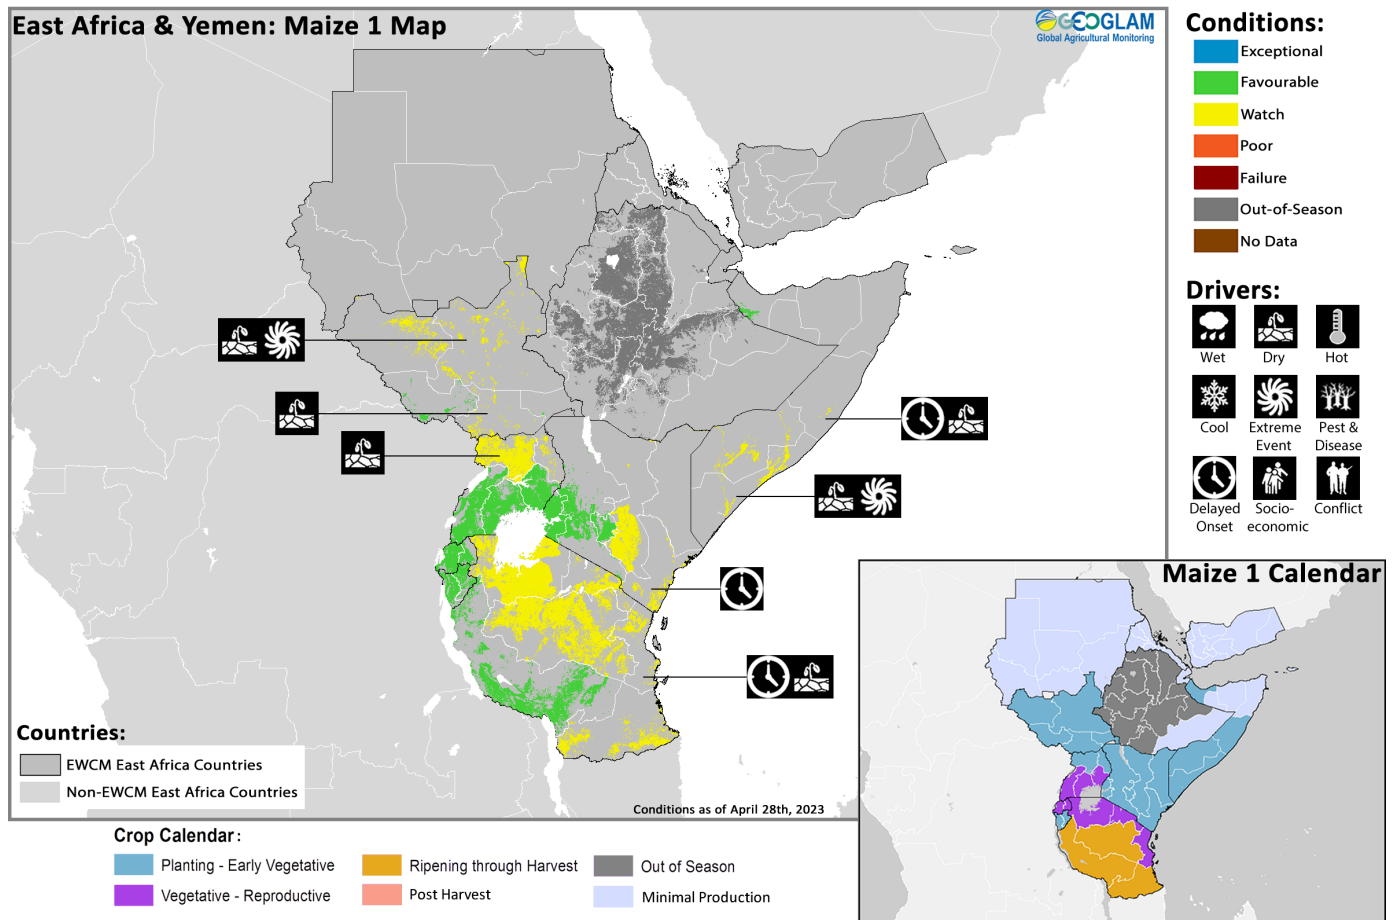 East Africa & Yemen: Maize 1 Map
GEOGLAM
Global Agricultural Monitoring
Conditions:
Exceptional
Favourable
Watch
Poor
Failure
Out-of-Season
No Data
Drivers:
Wet
Dry
Hot
Cool
Extreme
Event
Pest &
Disease
Delayed
Onset
Socio-
economic
Conflict
Countries:
EWCM East Africa Countries
Non-EWCM East Africa Countries
Conditions as of April 28th, 2023
Maize 1 Calendar
Crop Calendar:
Planting - Early Vegetative
Ripening through Harvest
Out of Season
Vegetative - Reproductive
Post Harvest
Minimal Production